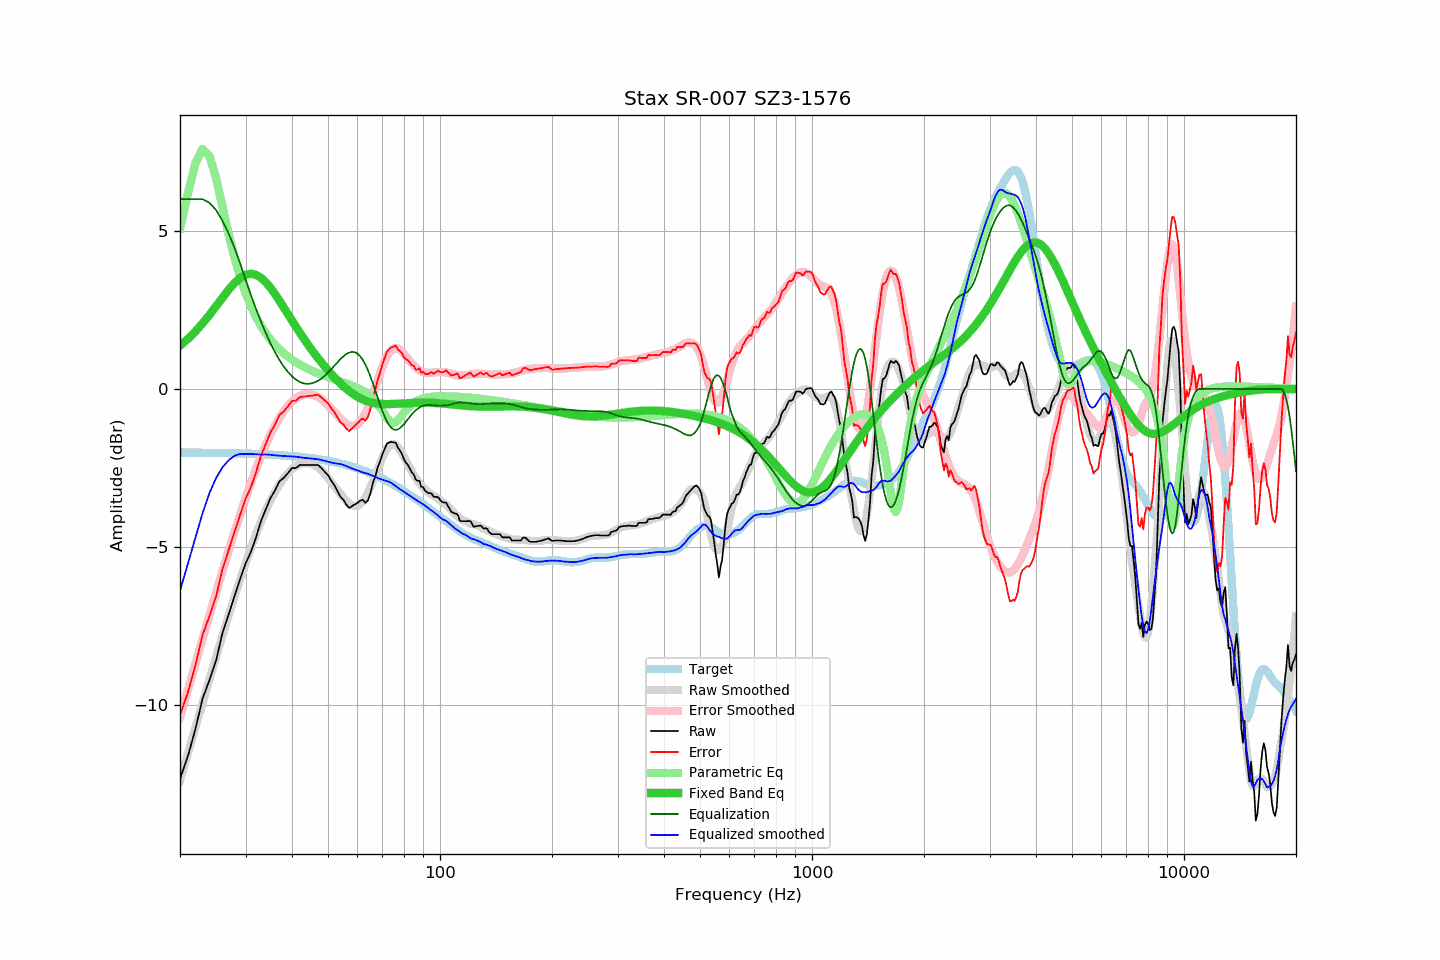 Stax SR-007 SZ3-1576
Amplitude (dBr)
5
0
−5
−10
Target
Raw Smoothed
Error Smoothed
Raw
Error
Parametric Eq
Fixed Band Eq
Equalization
Equalized smoothed
100
1000
10000
Frequency (Hz)